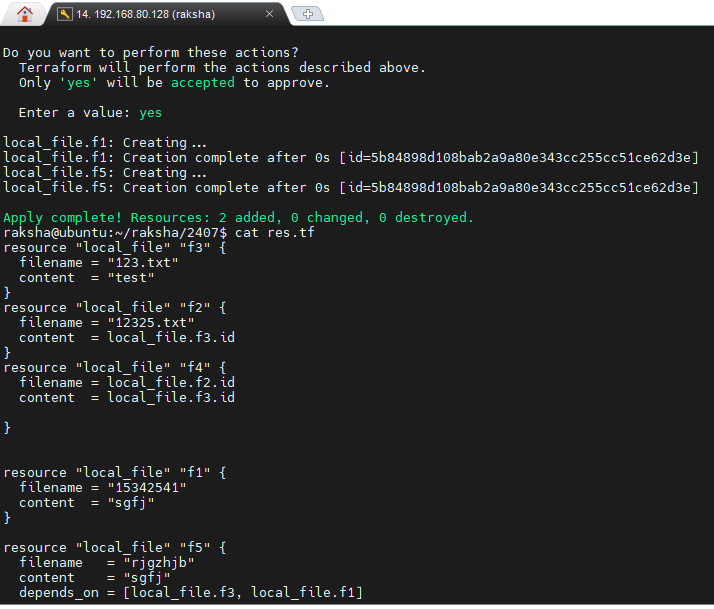 14. 192.168.80.128 (raksha)
Do you want to perform these actions?
  Terraform will perform the actions described above.
  Only 'yes' will be accepted to approve.

  Enter a value: yes

local_file.f1: Creating...
local_file.f1: Creation complete after 0s [id=5b84898d108bab2a9a80e343cc255cc51ce62d3e]
local_file.f5: Creating...
local_file.f5: Creation complete after 0s [id=5b84898d108bab2a9a80e343cc255cc51ce62d3e]

Apply complete! Resources: 2 added, 0 changed, 0 destroyed.
raksha@ubuntu:~/raksha/2407$ cat res.tf
resource "local_file" "f3" {
  filename = "123.txt"
  content  = "test"
}
resource "local_file" "f2" {
  filename = "12325.txt"
  content  = local_file.f3.id
}
resource "local_file" "f4" {
  filename = local_file.f2.id
  content  = local_file.f3.id

}


resource "local_file" "f1" {
  filename = "15342541"
  content  = "sgfj"
}

resource "local_file" "f5" {
  filename   = "rjgzhjb"
  content    = "sgfj"
  depends_on = [local_file.f3, local_file.f1]